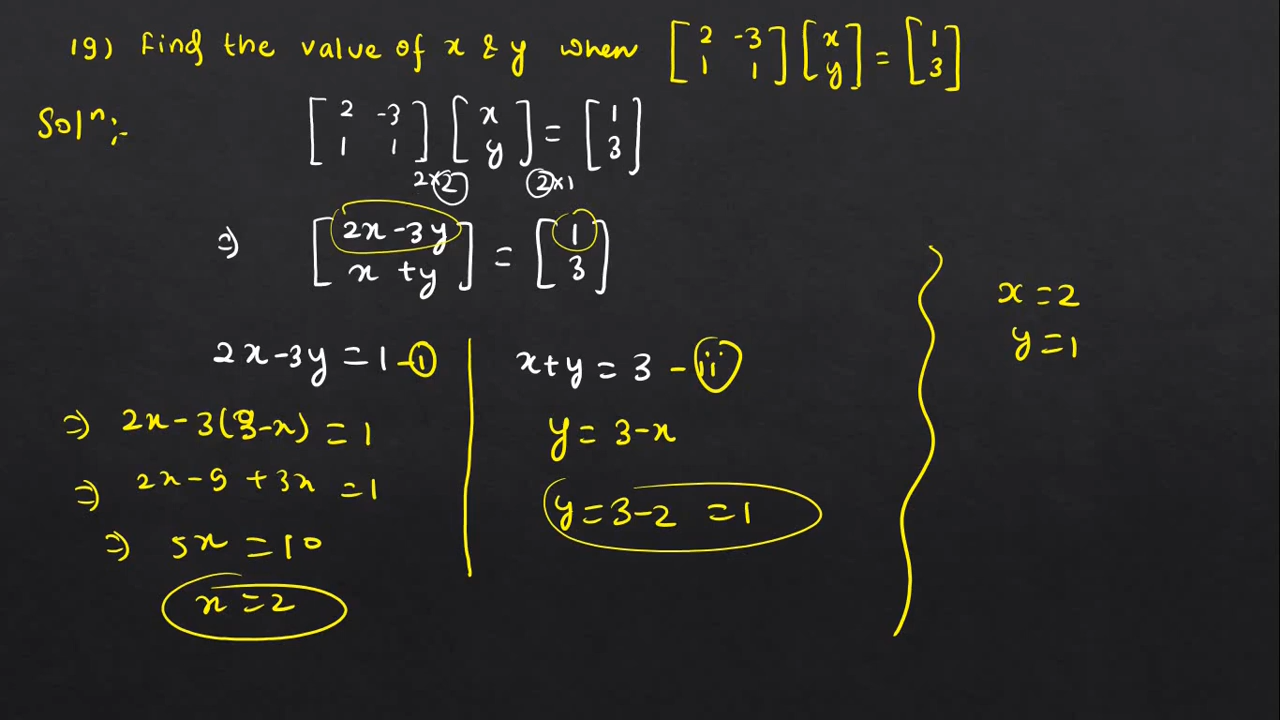 19) Find the value of x & y when [2 -3; 1 1] [x; y] = [1; 3]
Solⁿ:-
[2 -3; 1 1] [x; y] = [1; 3]
2×2 2×1
⇒ [2x-3y; x+y] = [1; 3]
2x-3y = 1 - i
⇒ 2x-3(3-x) = 1
⇒ 2x-9+3x = 1
⇒ 5x = 10
x = 2
x+y = 3 - ii
y = 3-x
y = 3-2 = 1
x = 2
y = 1